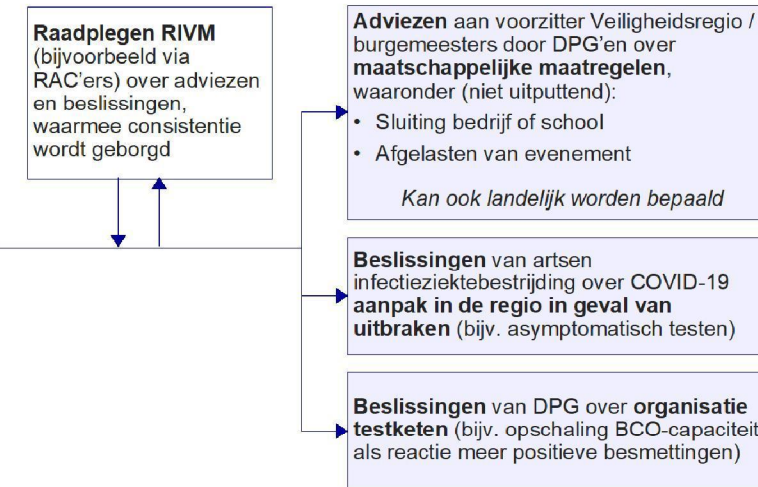 Raadplegen RIVM
(bijvoorbeeld via
RAC'ers) over adviezen
en beslissingen,
waarmee consistentie
wordt geborgd
Adviezen aan voorzitter Veiligheidsregio /
burgemeesters door DPG'en over
maatschappelijke maatregelen,
waaronder (niet uitputtend):
• Sluiting bedrijf of school
• Afgelasten van evenement
Kan ook landelijk worden bepaald
Beslissingen van artsen
infectieziektebestrijding over COVID-19
aanpak in de regio in geval van
uitbraken (bijv. asymptomatisch testen)
Beslissingen van DPG over organisatie
testketen (bijv. opschaling BCO-capaciteit
als reactie meer positieve besmettingen)